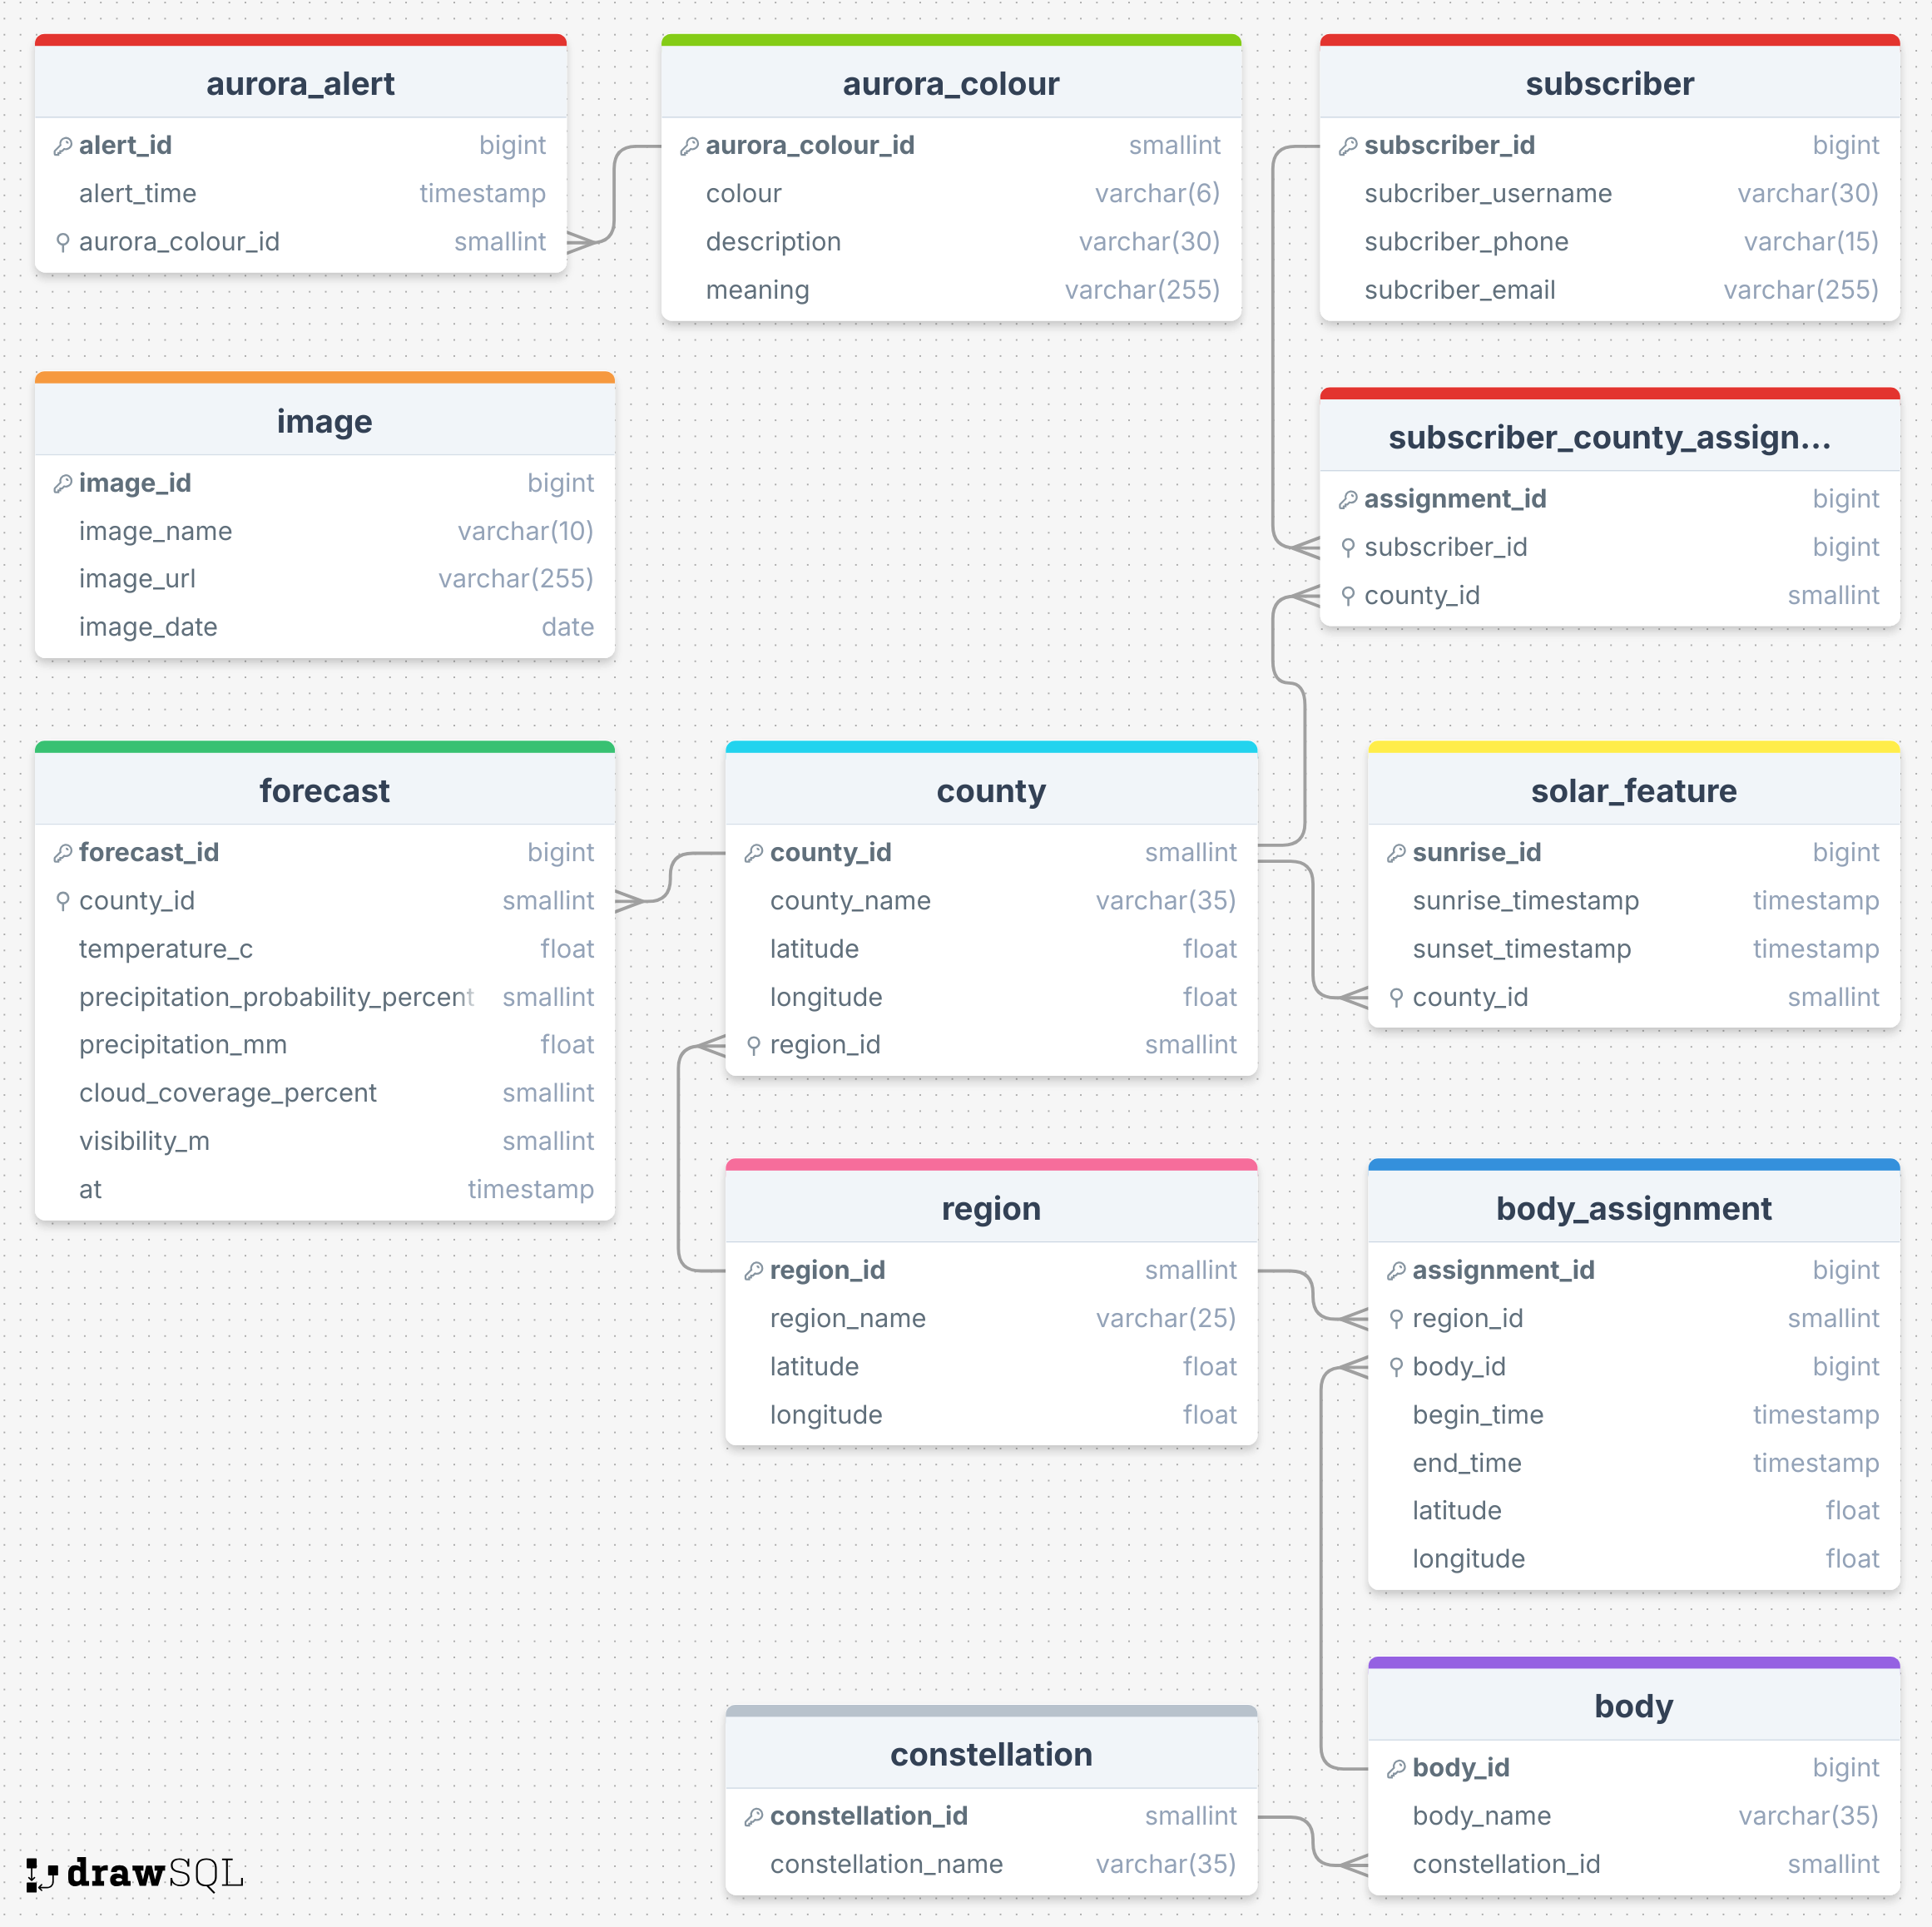 aurora_alert
alert_id bigint
alert_time timestamp
aurora_colour_id smallint
aurora_colour
aurora_colour_id smallint
colour varchar(6)
description varchar(30)
meaning varchar(255)
subscriber
subscriber_id bigint
subcriber_username varchar(30)
subcriber_phone varchar(15)
subcriber_email varchar(255)
image
image_id bigint
image_name varchar(10)
image_url varchar(255)
image_date date
subscriber_county_assign...
assignment_id bigint
subscriber_id bigint
county_id smallint
forecast
forecast_id bigint
county_id smallint
temperature_c float
precipitation_probability_percent smallint
precipitation_mm float
cloud_coverage_percent smallint
visibility_m smallint
at timestamp
county
county_id smallint
county_name varchar(35)
latitude float
longitude float
region_id smallint
solar_feature
sunrise_id bigint
sunrise_timestamp timestamp
sunset_timestamp timestamp
county_id smallint
region
region_id smallint
region_name varchar(25)
latitude float
longitude float
body_assignment
assignment_id bigint
region_id smallint
body_id bigint
begin_time timestamp
end_time timestamp
latitude float
longitude float
constellation
constellation_id smallint
constellation_name varchar(35)
body
body_id bigint
body_name varchar(35)
constellation_id smallint
drawSQL